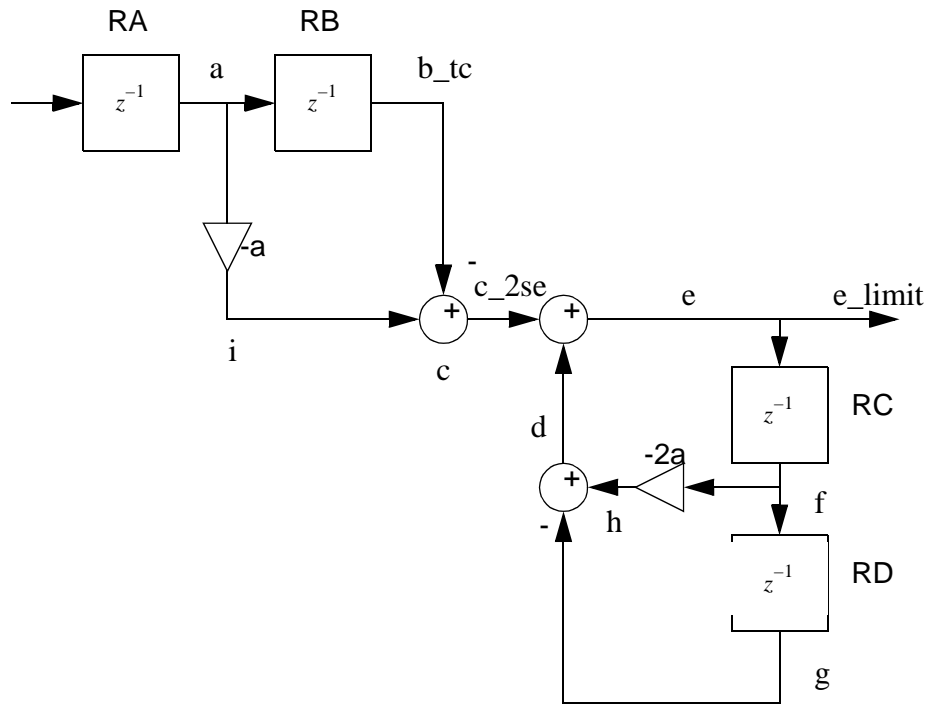 RA
RB
a
b_tc
z⁻¹
z⁻¹
-a
-
c_2se
e
e_limit
+
+
i
c
z⁻¹
RC
d
-2a
+
f
-
h
z⁻¹
RD
g